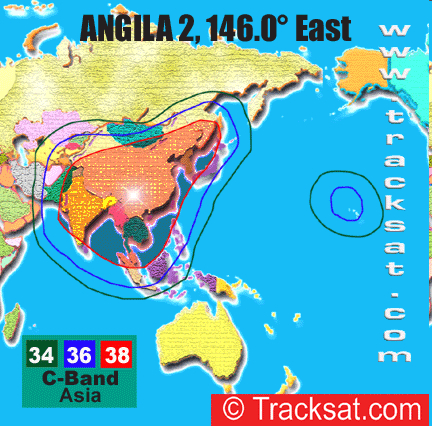 ANGILA 2, 146.0° East
www.tracksat.com
34 36 38
C-Band
Asia
© Tracksat.com